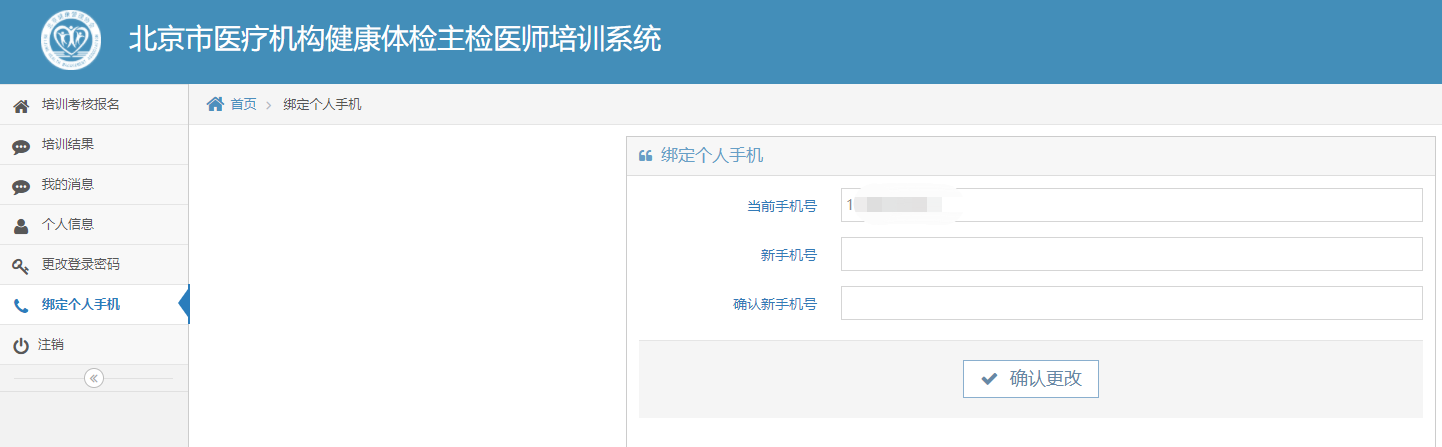 北京市医疗机构健康体检主检医师培训系统
培训考核报名
培训结果
我的消息
个人信息
更改登录密码
绑定个人手机
注销
首页 > 绑定个人手机
绑定个人手机
当前手机号 1
新手机号
确认新手机号
确认更改